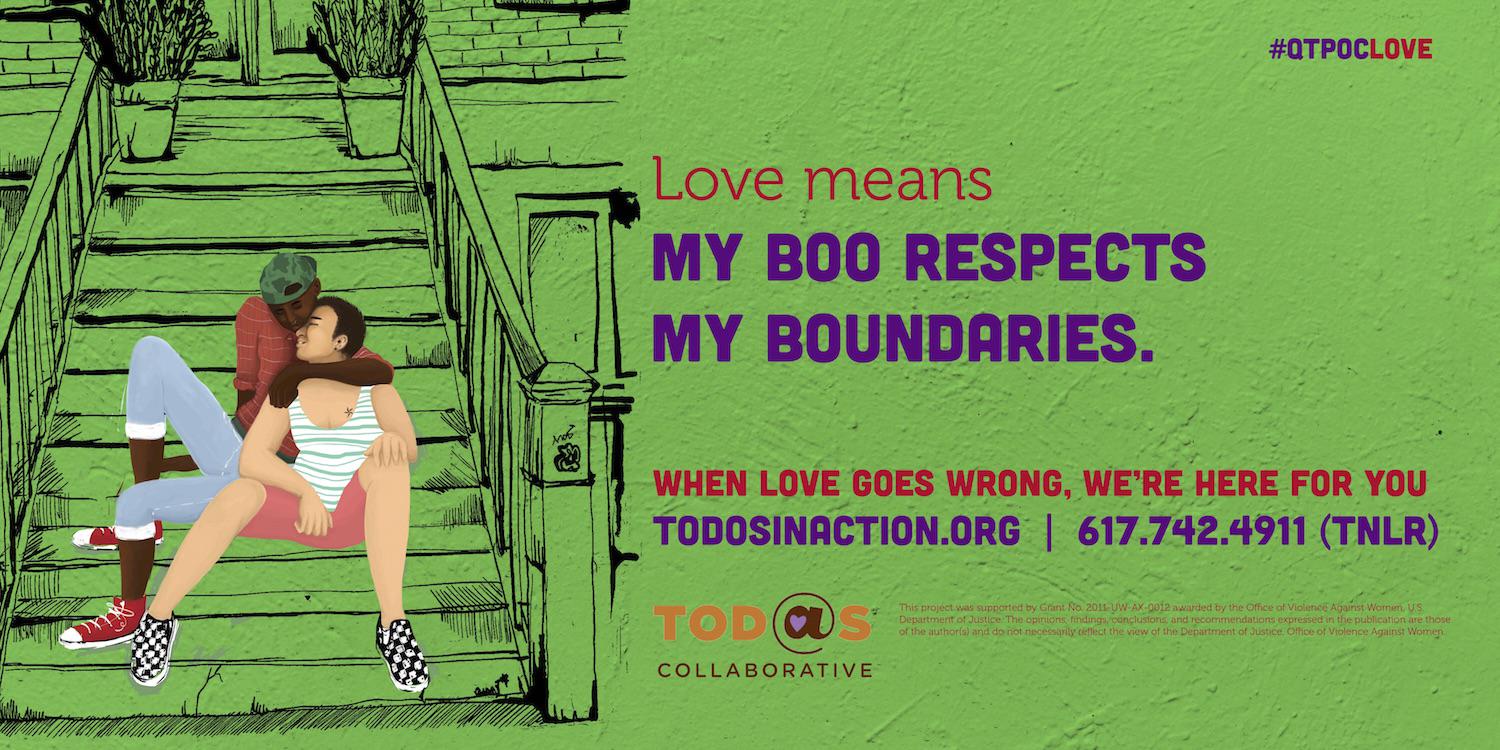 #QTPOCLOVE
Love means
MY BOO RESPECTS
MY BOUNDARIES.
WHEN LOVE GOES WRONG, WE'RE HERE FOR YOU
TODOSINACTION.ORG | 617.742.4911 (TNLR)
TOD@S
COLLABORATIVE
This project was supported by Grant No. 2011-UW-AX-0012 awarded by the Office of Violence Against Women, U.S.
Department of Justice. The opinions, findings, conclusions, and recommendations expressed in the publication are those
of the author(s) and do not necessarily reflect the view of the Department of Justice, Office of Violence Against Women.